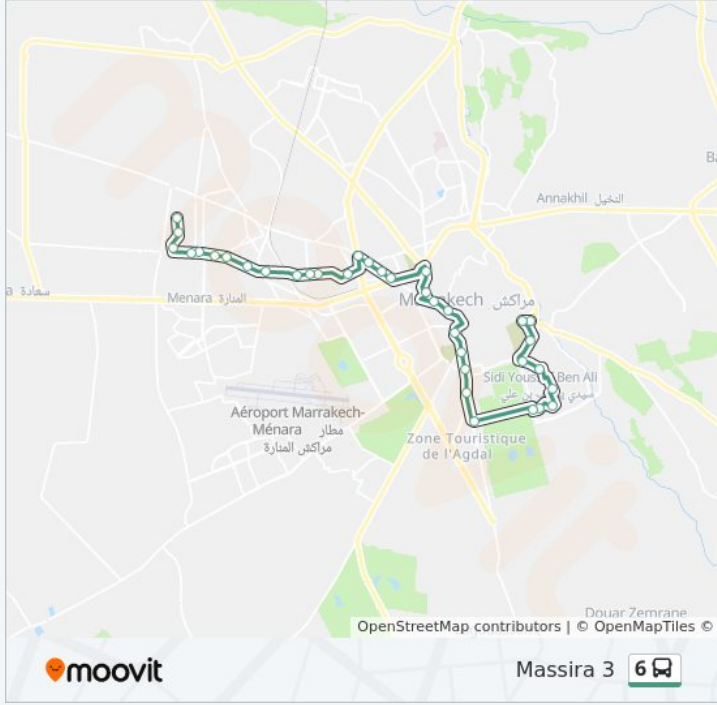 Annakhil النخيل
Ba
سعادة a
Menara المنارة
Marrakech مراكش
Sidi Youssef Ben Ali
سيدي يوسف بن علي
Aéroport Marrakech-
Ménara مطار
مراكش المنارة
Zone Touristique
de l'Agdal
Douar Zemrane
OpenStreetMap contributors | © OpenMapTiles ©
moovit
Massira 3 6